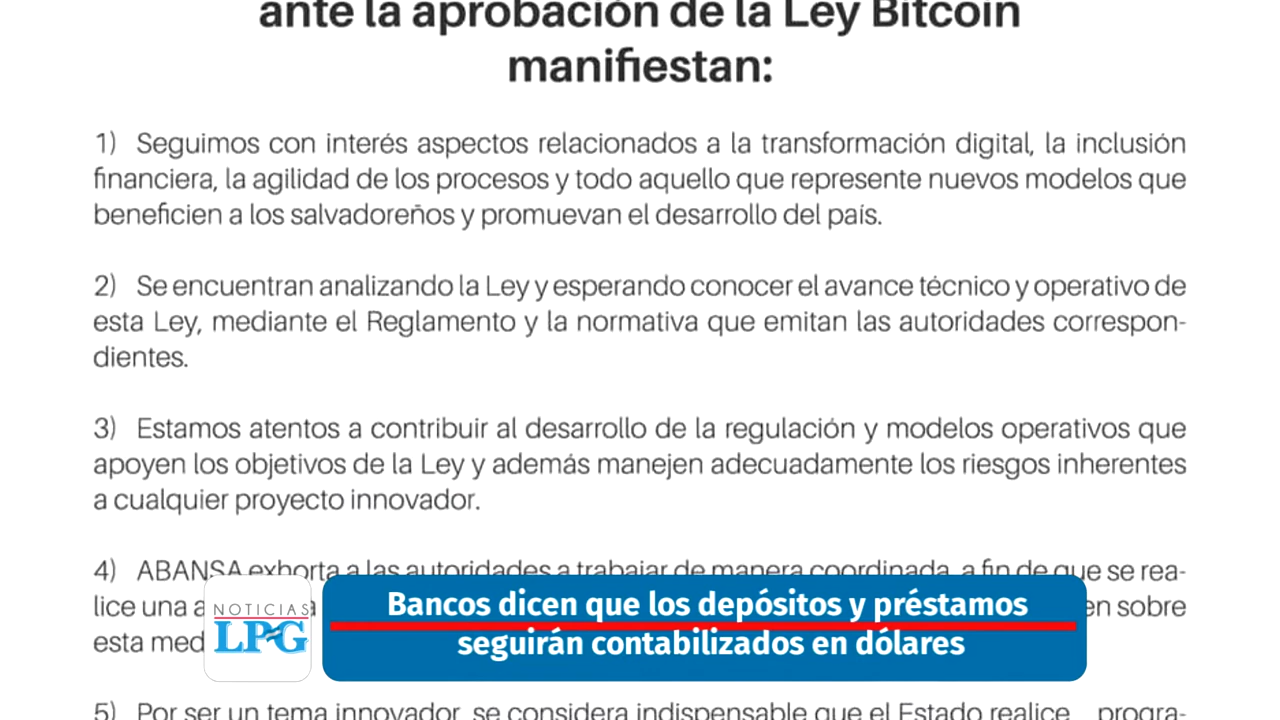 ante la aprobación de la Ley Bitcoin
manifiestan:
1) Seguimos con interés aspectos relacionados a la transformación digital, la inclusión
financiera, la agilidad de los procesos y todo aquello que represente nuevos modelos que
beneficien a los salvadoreños y promuevan el desarrollo del país.
2) Se encuentran analizando la Ley y esperando conocer el avance técnico y operativo de
esta Ley, mediante el Reglamento y la normativa que emitan las autoridades correspon-
dientes.
3) Estamos atentos a contribuir al desarrollo de la regulación y modelos operativos que
apoyen los objetivos de la Ley y además manejen adecuadamente los riesgos inherentes
a cualquier proyecto innovador.
4) ABANSA exhorta a las autoridades a trabajar de manera coordinada, a fin de que se rea-
lice una a
en sobre
esta med
NOTICIAS
LPG
Bancos dicen que los depósitos y préstamos
seguirán contabilizados en dólares
5) Por ser un tema innovador, se considera indispensable que el Estado realice progra-